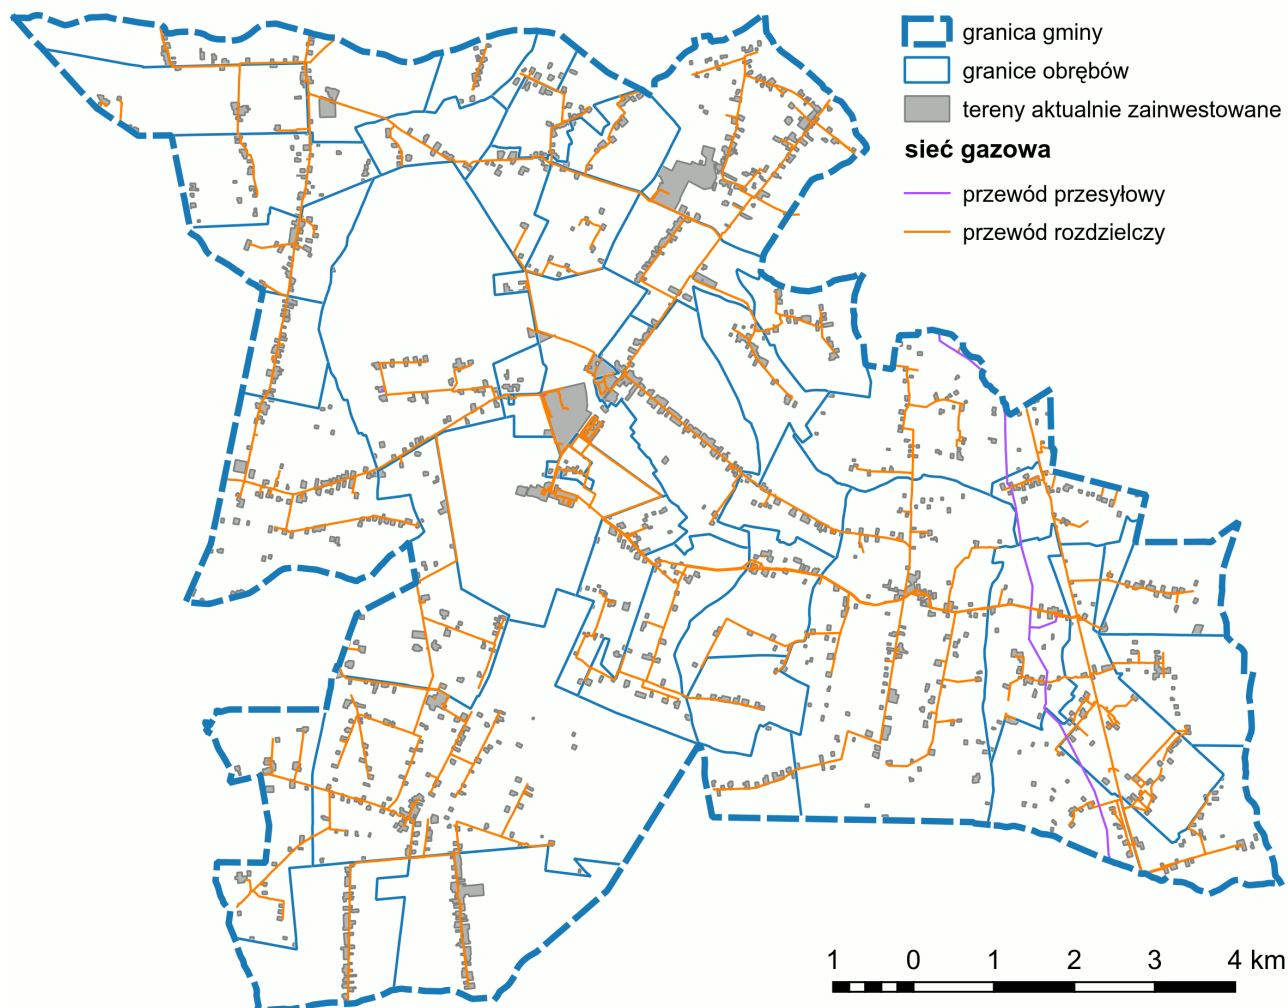 granica gminy
granice obrębów
tereny aktualnie zainwestowane
sieć gazowa
przewód przesyłowy
przewód rozdzielczy
1 0 1 2 3 4 km